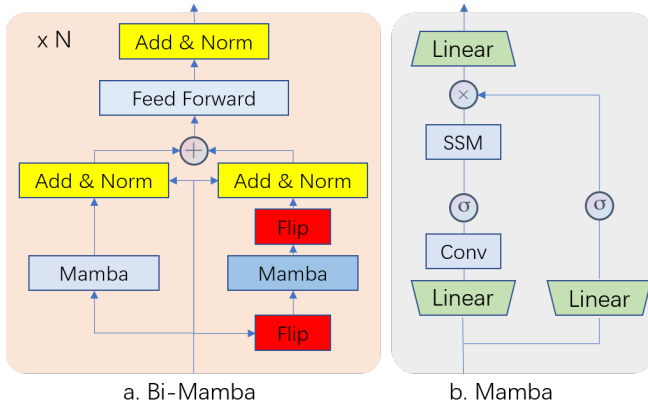 x N
Add & Norm
Feed Forward
+
Add & Norm
Add & Norm
Flip
Mamba
Mamba
Flip
a. Bi-Mamba
Linear
×
SSM
σ
σ
Conv
Linear
Linear
b. Mamba